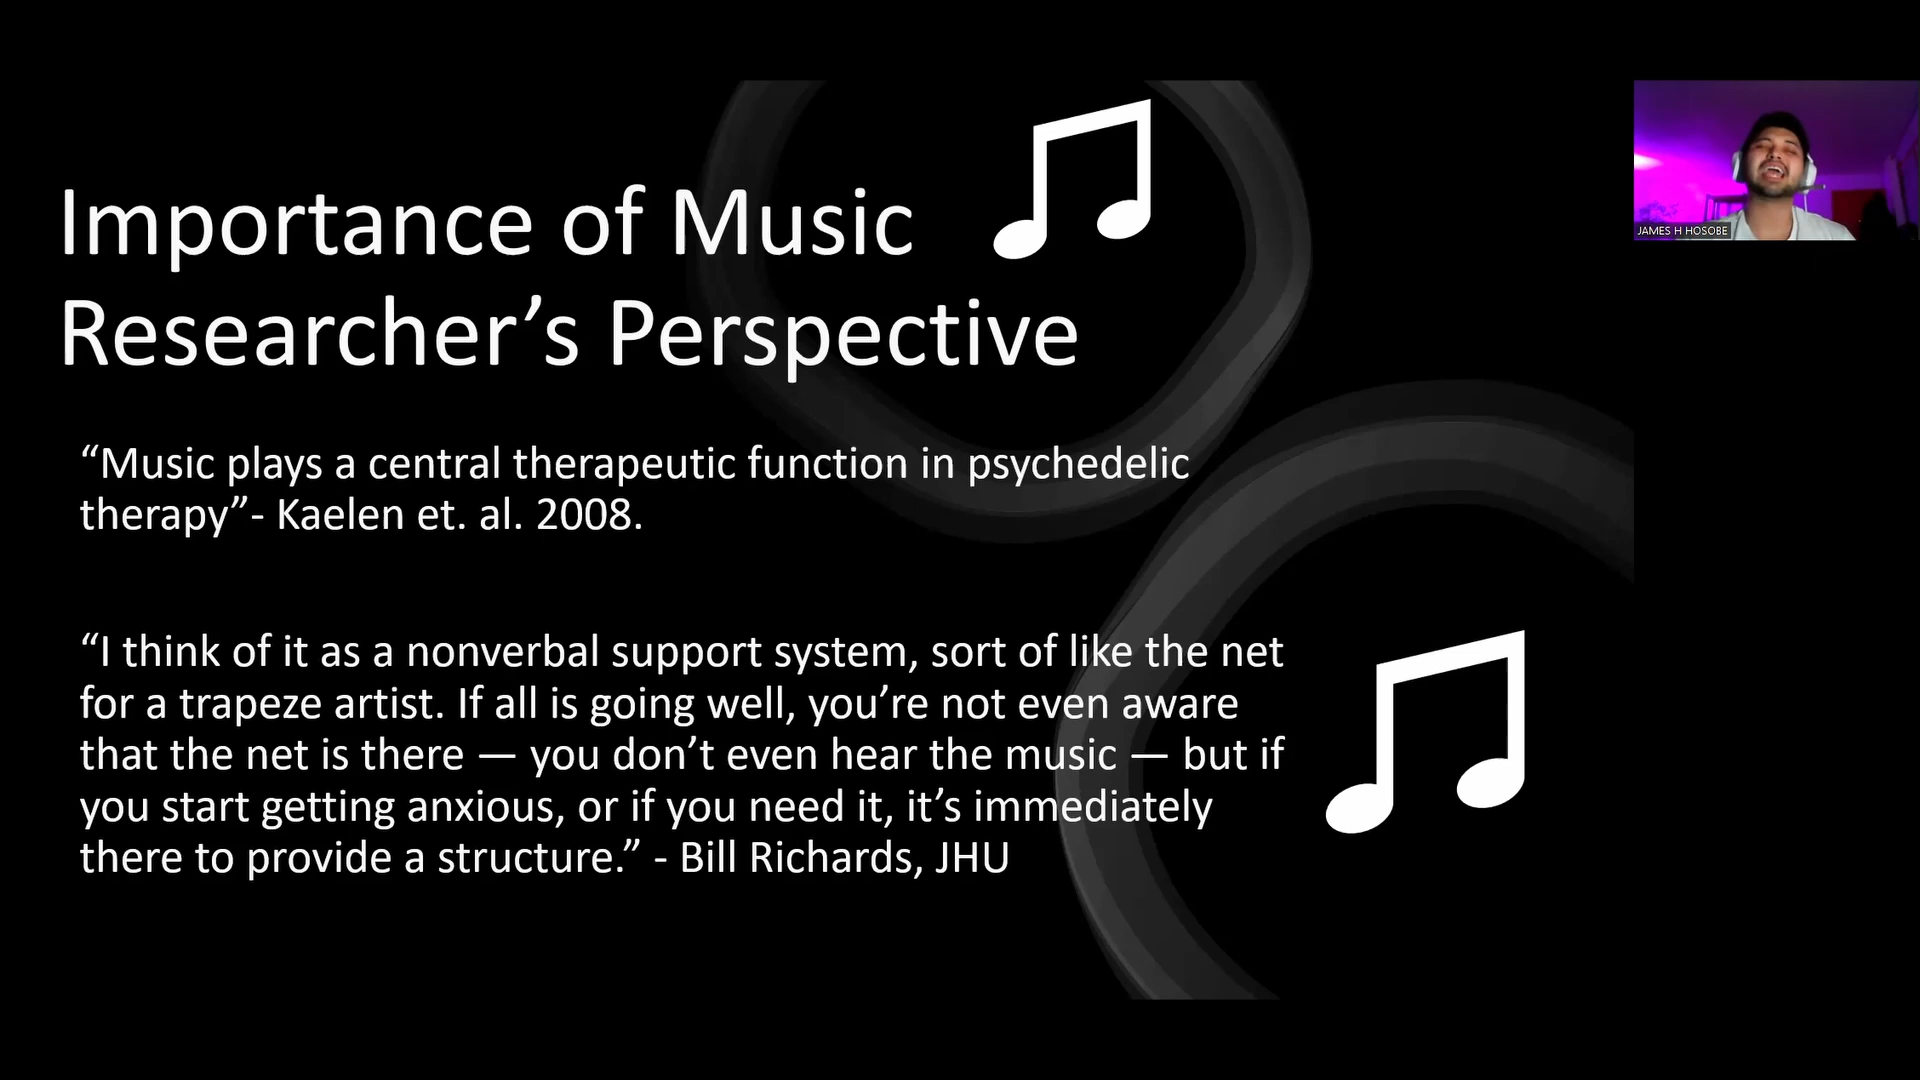 Importance of Music
Researcher’s Perspective
“Music plays a central therapeutic function in psychedelic
therapy”- Kaelen et. al. 2008.
“I think of it as a nonverbal support system, sort of like the net
for a trapeze artist. If all is going well, you’re not even aware
that the net is there — you don’t even hear the music — but if
you start getting anxious, or if you need it, it’s immediately
there to provide a structure.” - Bill Richards, JHU
JAMES H HOSOBE